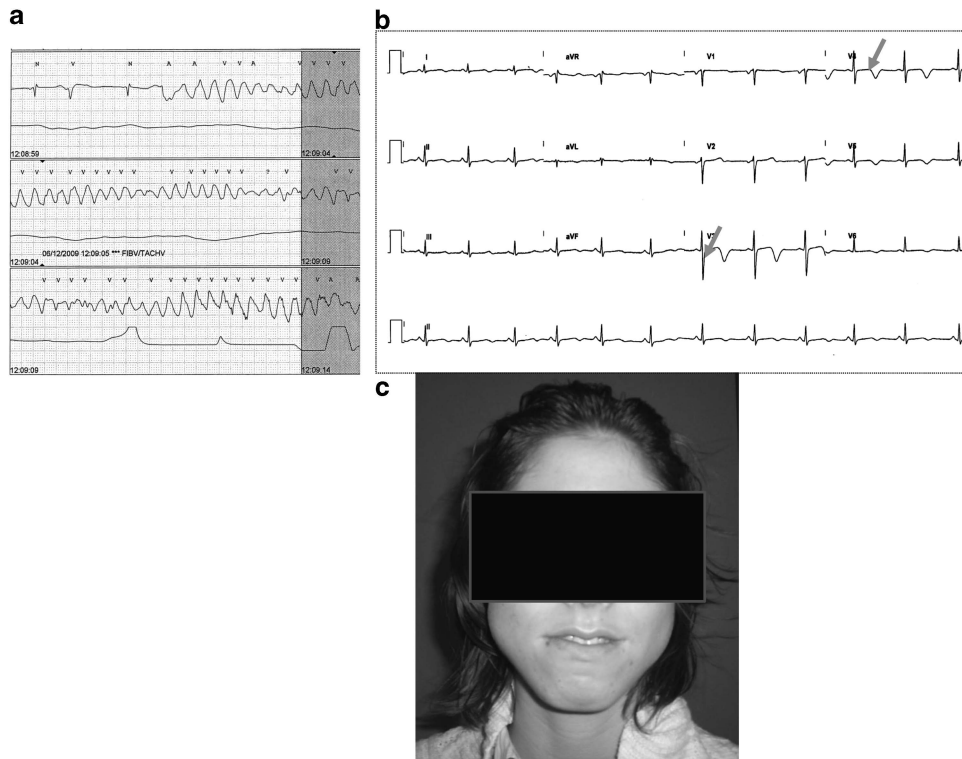 a
N V N A A V V A V V V V
12:08:59 12:09:04
V V V V V V V V V V V V V V V V V ? V V V
06/12/2009 12:09:05 *** FIBV/TACHV
12:09:04 12:09:09
V V V V V V V V V V V V V V V V V V V V A A
12:09:09 12:09:14
b
I aVR V1
II aVL V2 V5
III aVF V6
II
c